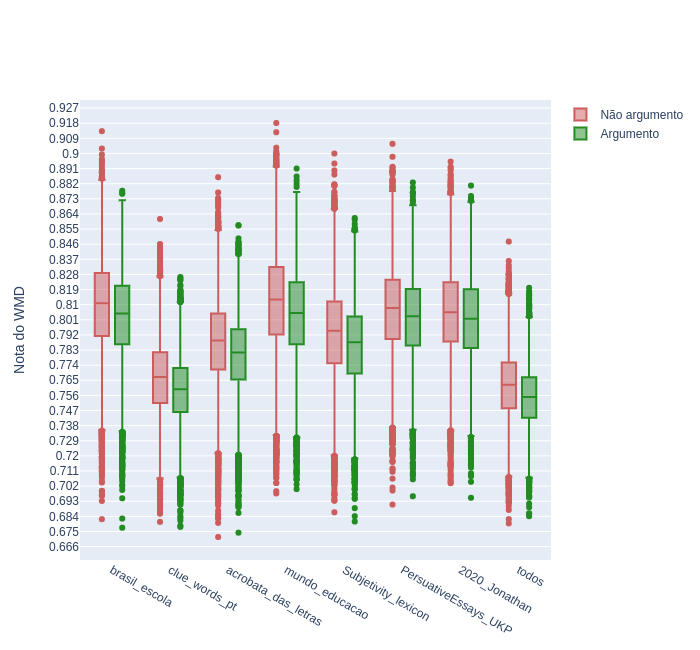 Nota do WMD
0.927
0.918
0.909
0.9
0.891
0.882
0.873
0.864
0.855
0.846
0.837
0.828
0.819
0.81
0.801
0.792
0.783
0.774
0.765
0.756
0.747
0.738
0.729
0.72
0.711
0.702
0.693
0.684
0.675
0.666
brasil_escola
clue_words_pt
acrobata_das_letras
mundo_educacao
Subjetivity_lexicon
PersuativeEssays_UKP
2020_Jonathan
todos
Não argumento
Argumento